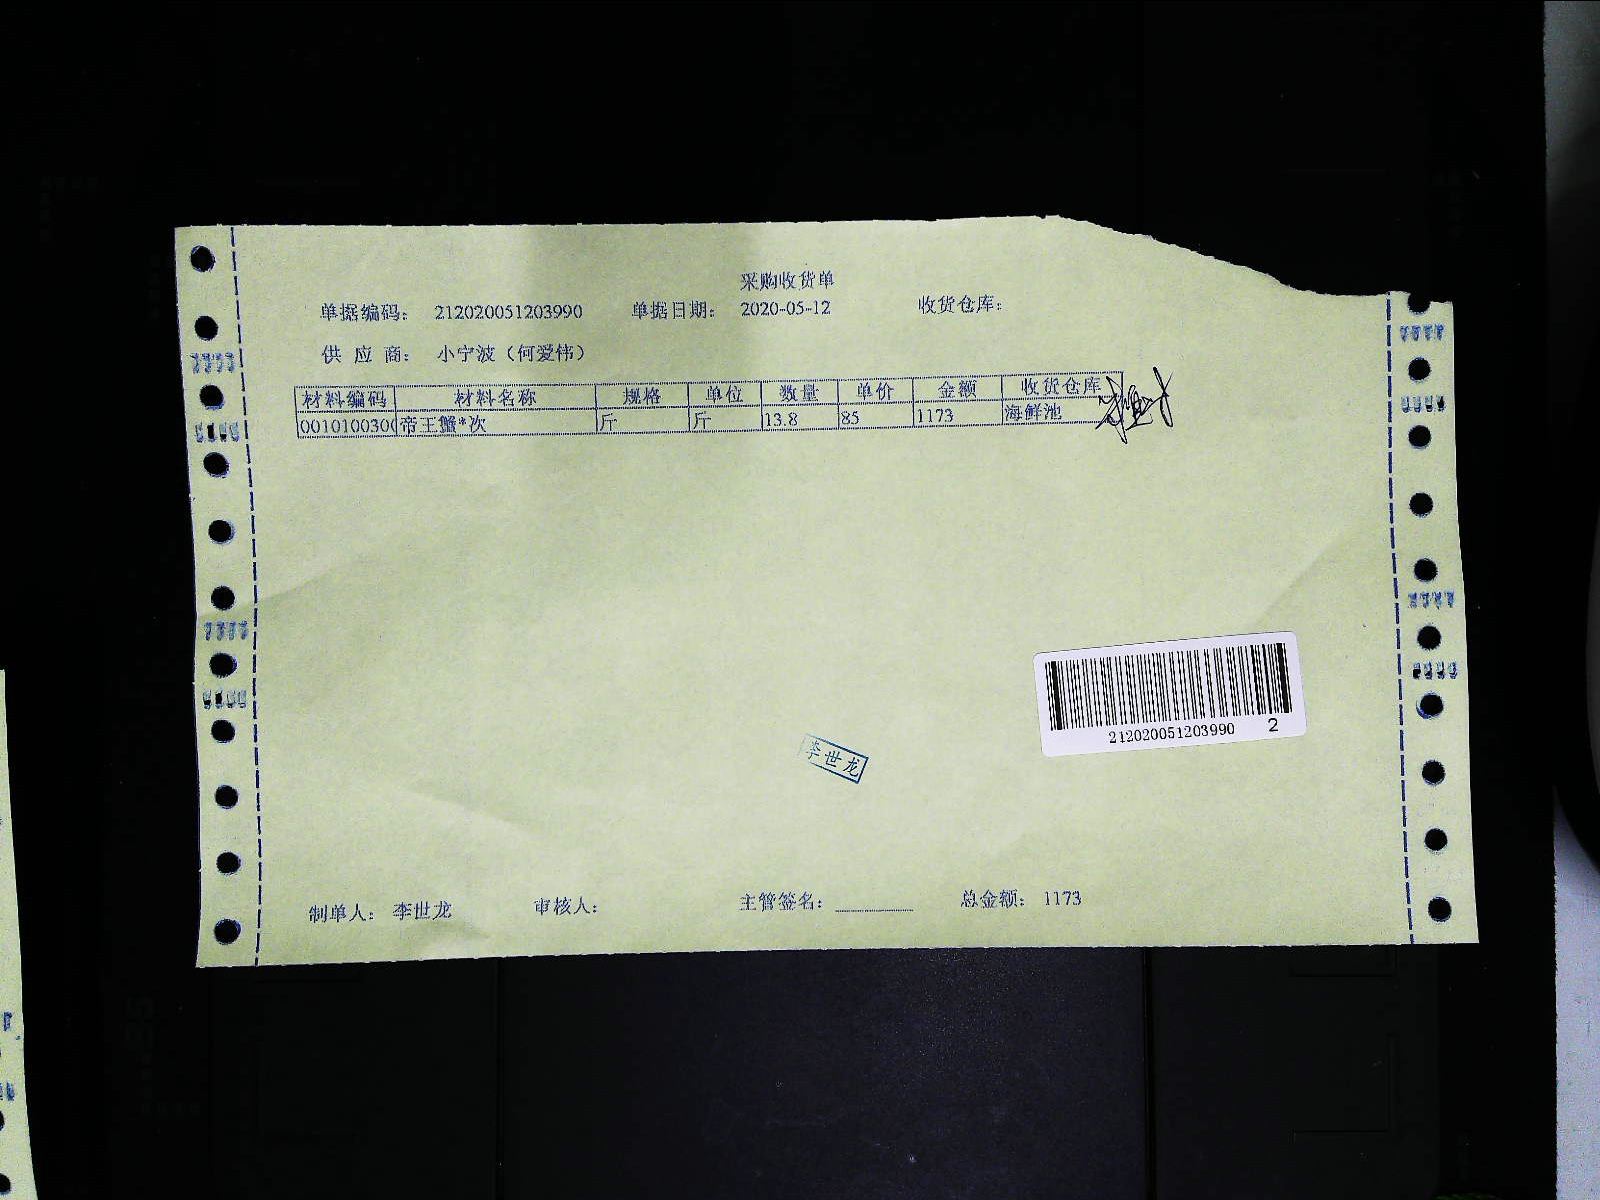 采购收货单
单据编码： 212020051203990 单据日期： 2020-05-12 收货仓库：
供 应 商： 小宁波（何爱伟）
材料编码 材料名称 规格 单位 数量 单价 金额 收货仓库
0010100300 帝王蟹*次 斤 斤 13.8 85 1173 海鲜池
212020051203990 2
李世龙
制单人： 李世龙 审核人： 主管签名： 总金额： 1173